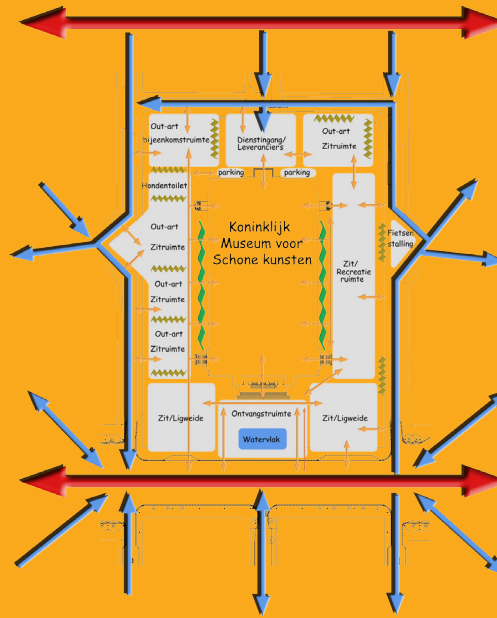 Out-art
bijeenkomstruimte
Dienstingang/
Leveranciers
Out-art
Zitruimte
parking
parking
Hondentoilet
Out-art
Zitruimte
Koninklijk
Museum voor
Schone kunsten
Fietsen
stalling
Zit/
Recreatie
ruimte
Out-art
Zitruimte
Out-art
Zitruimte
Zit/Ligweide
Ontvangstruimte
Zit/Ligweide
Watervlak